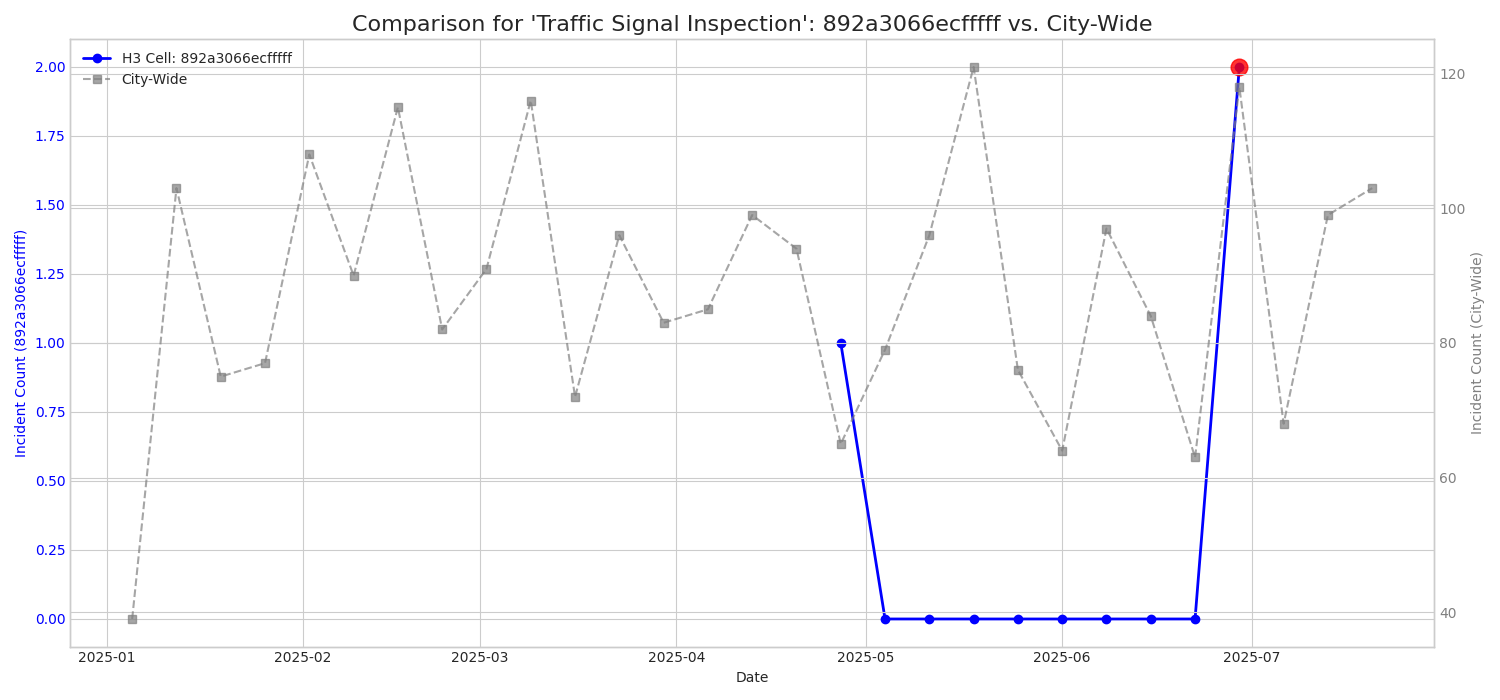 Comparison for 'Traffic Signal Inspection': 892a3066ecfffff vs. City-Wide
H3 Cell: 892a3066ecfffff
City-Wide
2.00
1.75
1.50
1.25
1.00
0.75
0.50
0.25
0.00
Incident Count (892a3066ecfffff)
120
100
80
60
40
Incident Count (City-Wide)
2025-01 2025-02 2025-03 2025-04 2025-05 2025-06 2025-07
Date